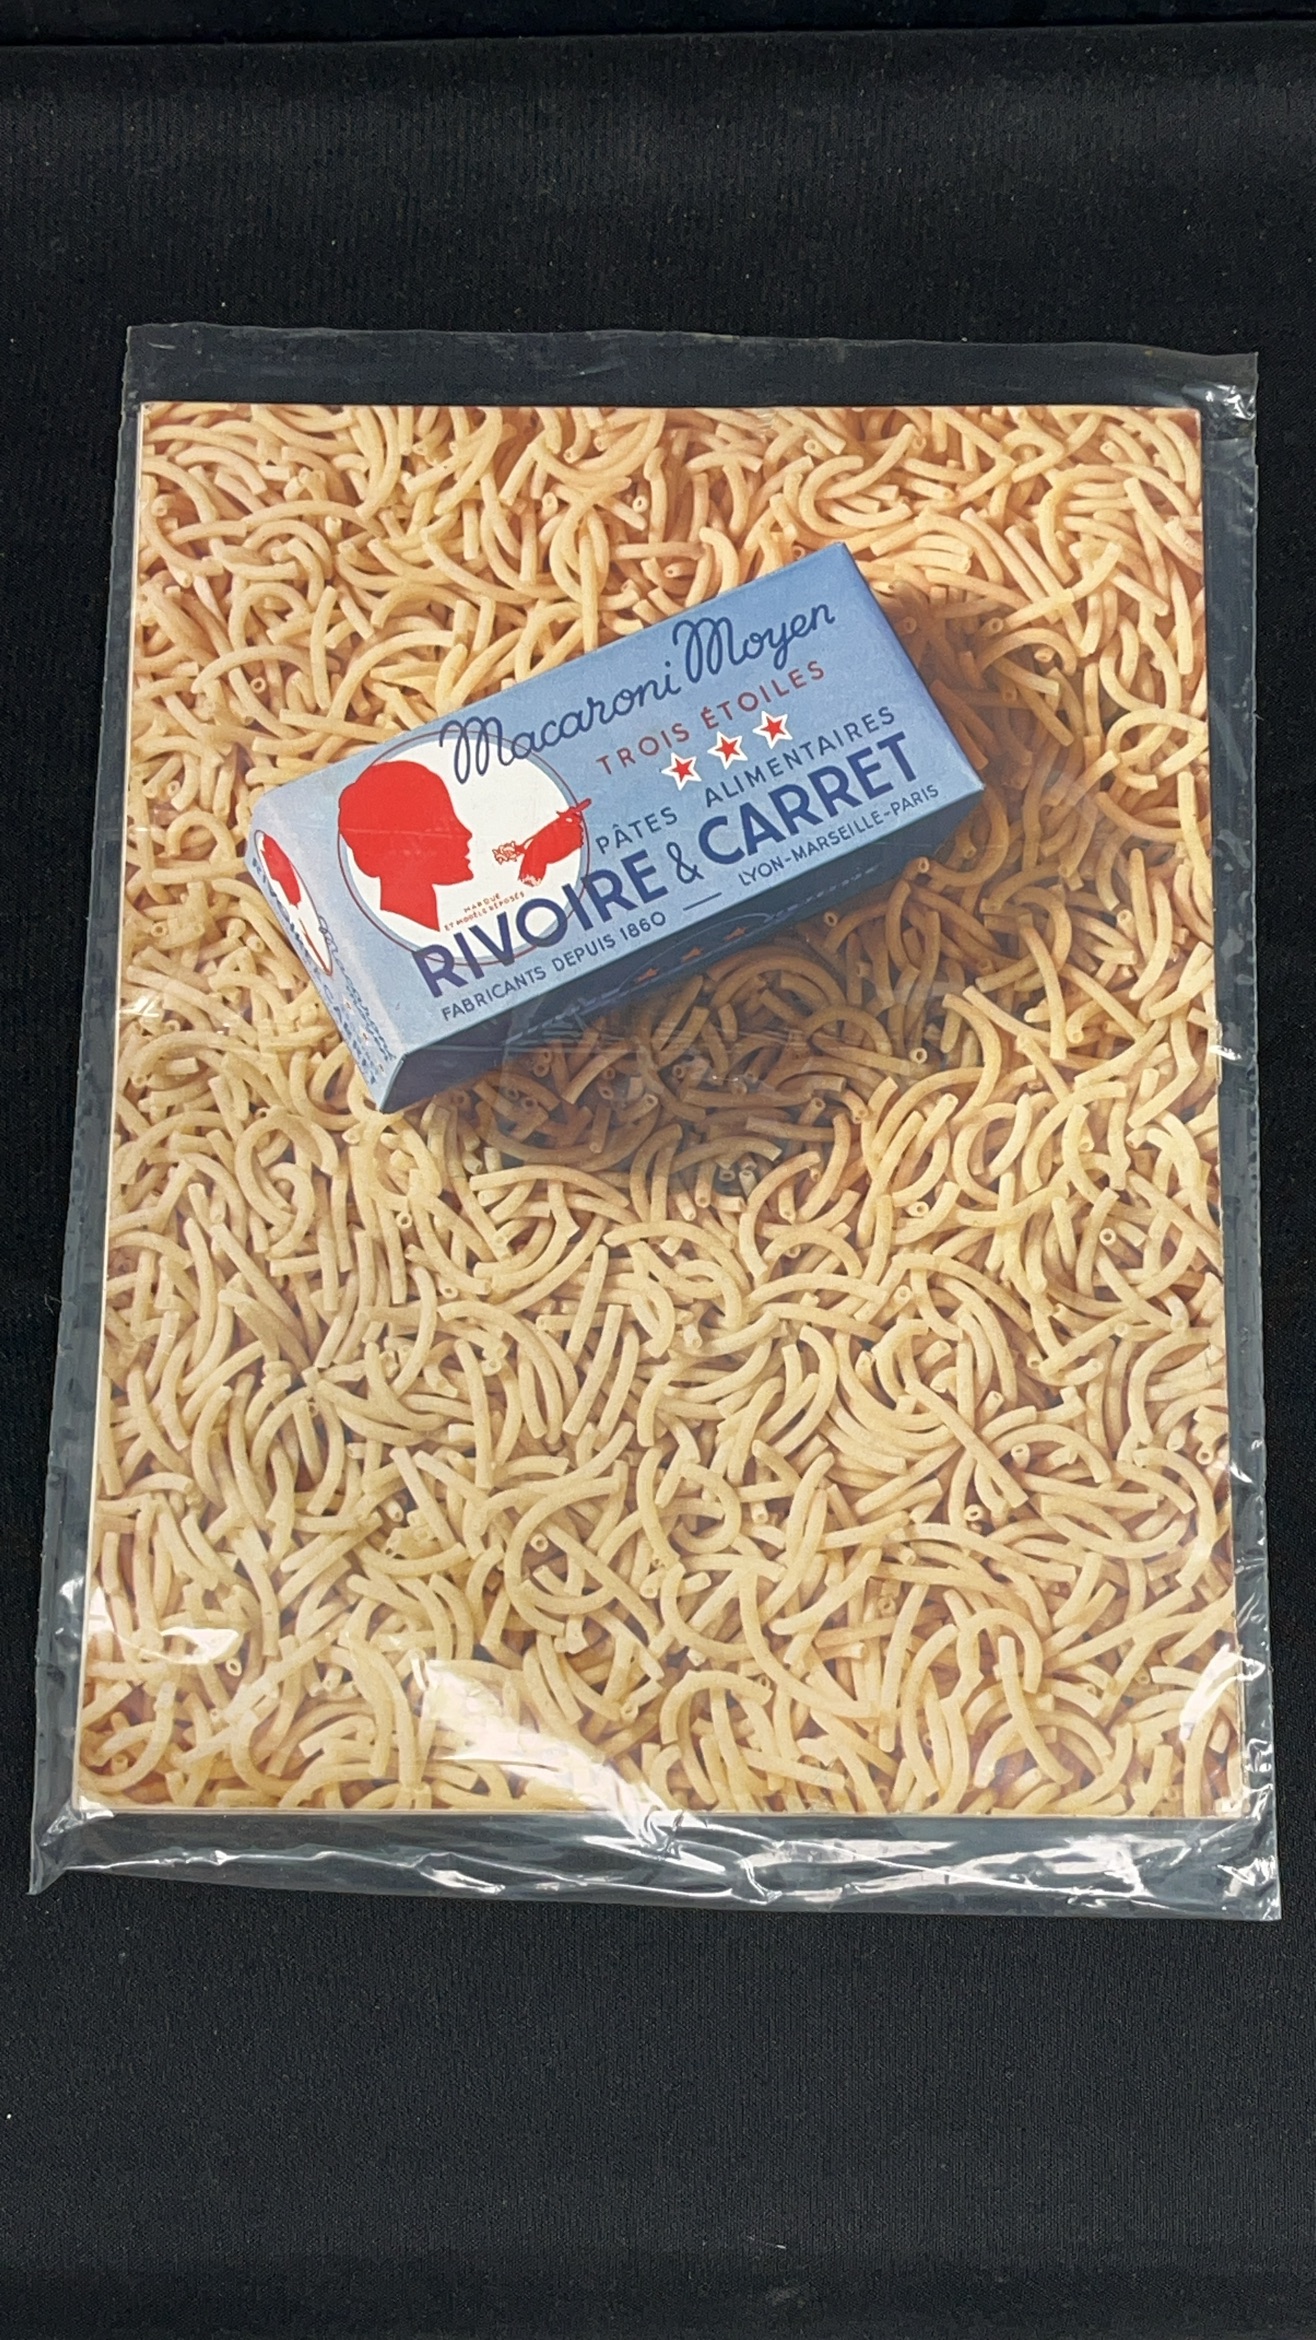 Macaroni Moyen
TROIS ÉTOILES
PÂTES ALIMENTAIRES
MARQUE
ET MODÈLE DÉPOSÉS
RIVOIRE & CARRET
FABRICANTS DEPUIS 1860 — LYON-MARSEILLE-PARIS